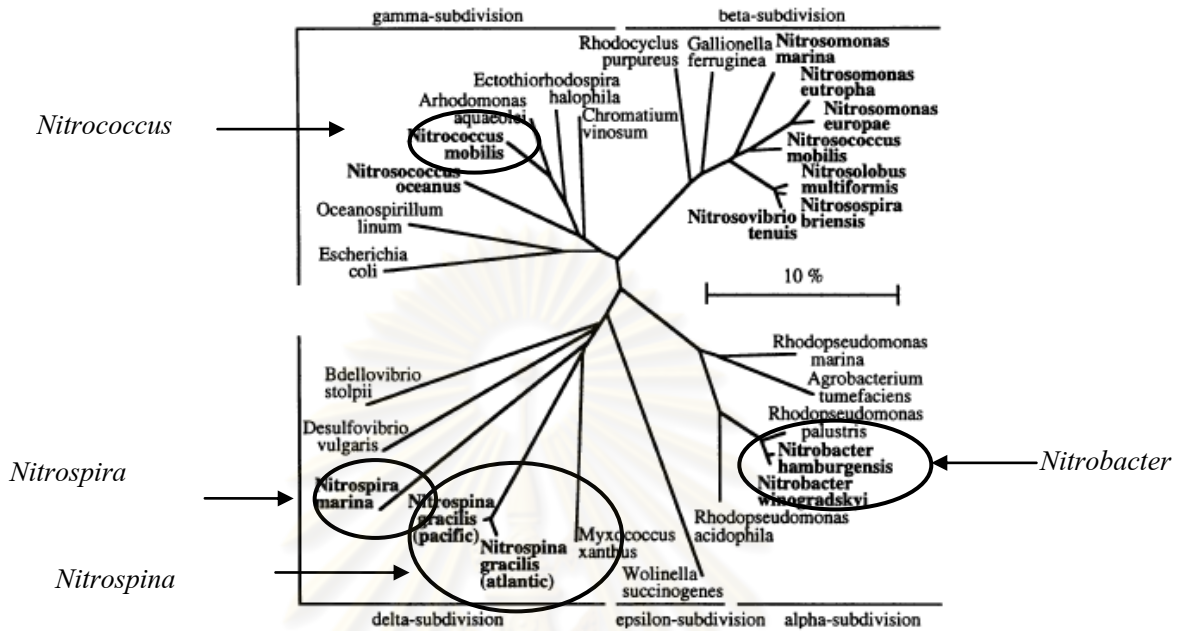 gamma-subdivision
beta-subdivision
Rhodocyclus
purpureus
Gallionella
ferruginea
Nitrosomonas
marina
Nitrosomonas
eutropha
Nitrosomonas
europae
Nitrosococcus
mobilis
Nitrosolobus
multiformis
Nitrosospira
briensis
Nitrosovibrio
tenuis
Ectothiorhodospira
halophila
Arhodomonas
aquaeolei
Chromatium
vinosum
Nitrococcus
Nitrococcus
mobilis
Nitrosococcus
oceanus
Oceanospirillum
linum
Escherichia
coli
10 %
Rhodopseudomonas
marina
Agrobacterium
tumefaciens
Rhodopseudomonas
palustris
Nitrobacter
hamburgensis
Nitrobacter
winogradskyi
Nitrobacter
Rhodopseudomonas
acidophila
Bdellovibrio
stolpii
Desulfovibrio
vulgaris
Nitrospira
Nitrospira
marina
Nitrospina
gracilis
(pacific)
Nitrospina
gracilis
(atlantic)
Nitrospina
Myxococcus
xanthus
Wolinella
succinogenes
delta-subdivision
epsilon-subdivision
alpha-subdivision